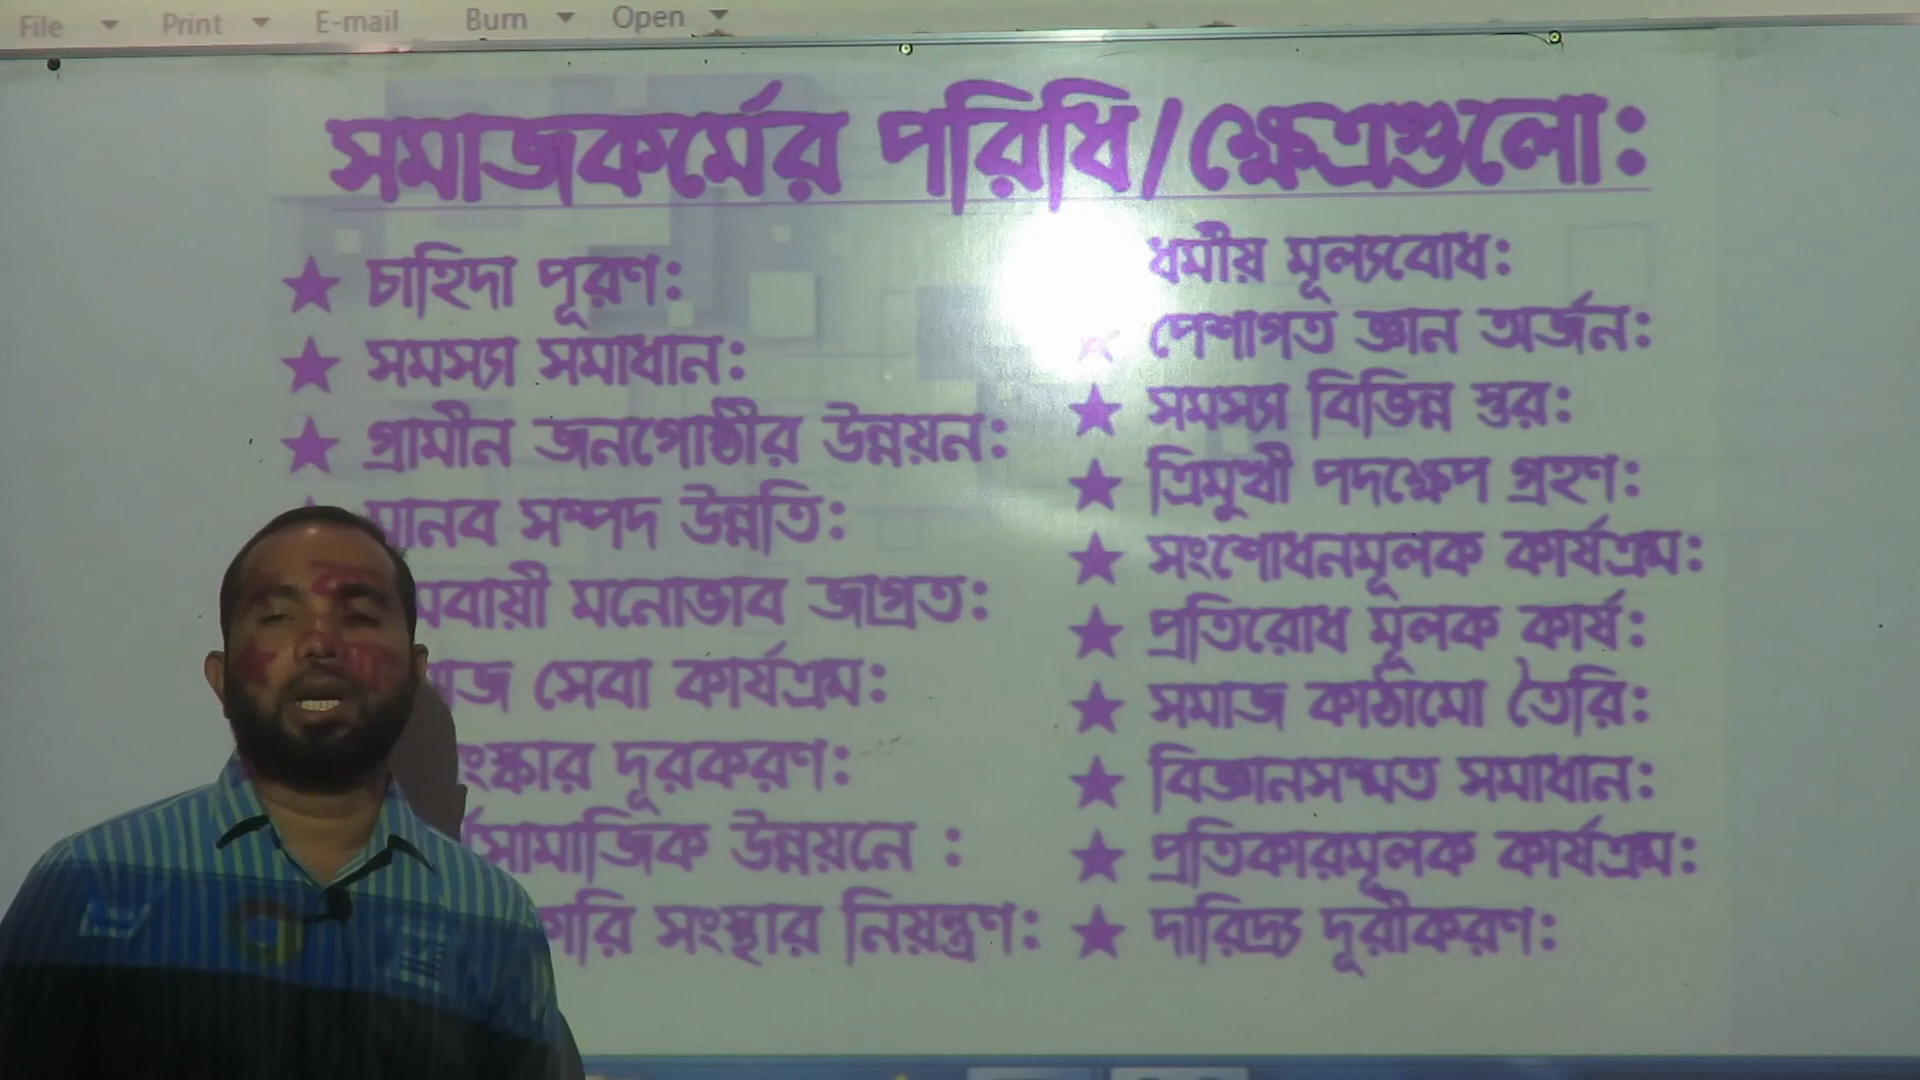 File Print E-mail Burn Open
সমাজকর্মের পরিধি/ক্ষেত্রগুলো:
★ চাহিদা পূরণ:
★ সমস্যা সমাধান:
★ গ্রামীন জনগোষ্ঠীর উন্নয়ন:
মানব সম্পদ উন্নতি:
মনোভাব জাগ্রত:
সেবা কার্যক্রম:
দূরকরণ:
উন্নয়নে :
সংস্থার নিয়ন্ত্রণ:
ধর্মীয় মূল্যবোধ:
★ পেশাগত জ্ঞান অর্জন:
★ সমস্যা বিভিন্ন স্তর:
★ ত্রিমুখী পদক্ষেপ গ্রহণ:
★ সংশোধনমূলক কার্যক্রম:
★ প্রতিরোধ মূলক কার্য:
★ সমাজ কাঠামো তৈরি:
★ বিজ্ঞানসম্মত সমাধান:
★ প্রতিকারমূলক কার্যক্রম:
★ দারিদ্র্য দূরীকরণ: